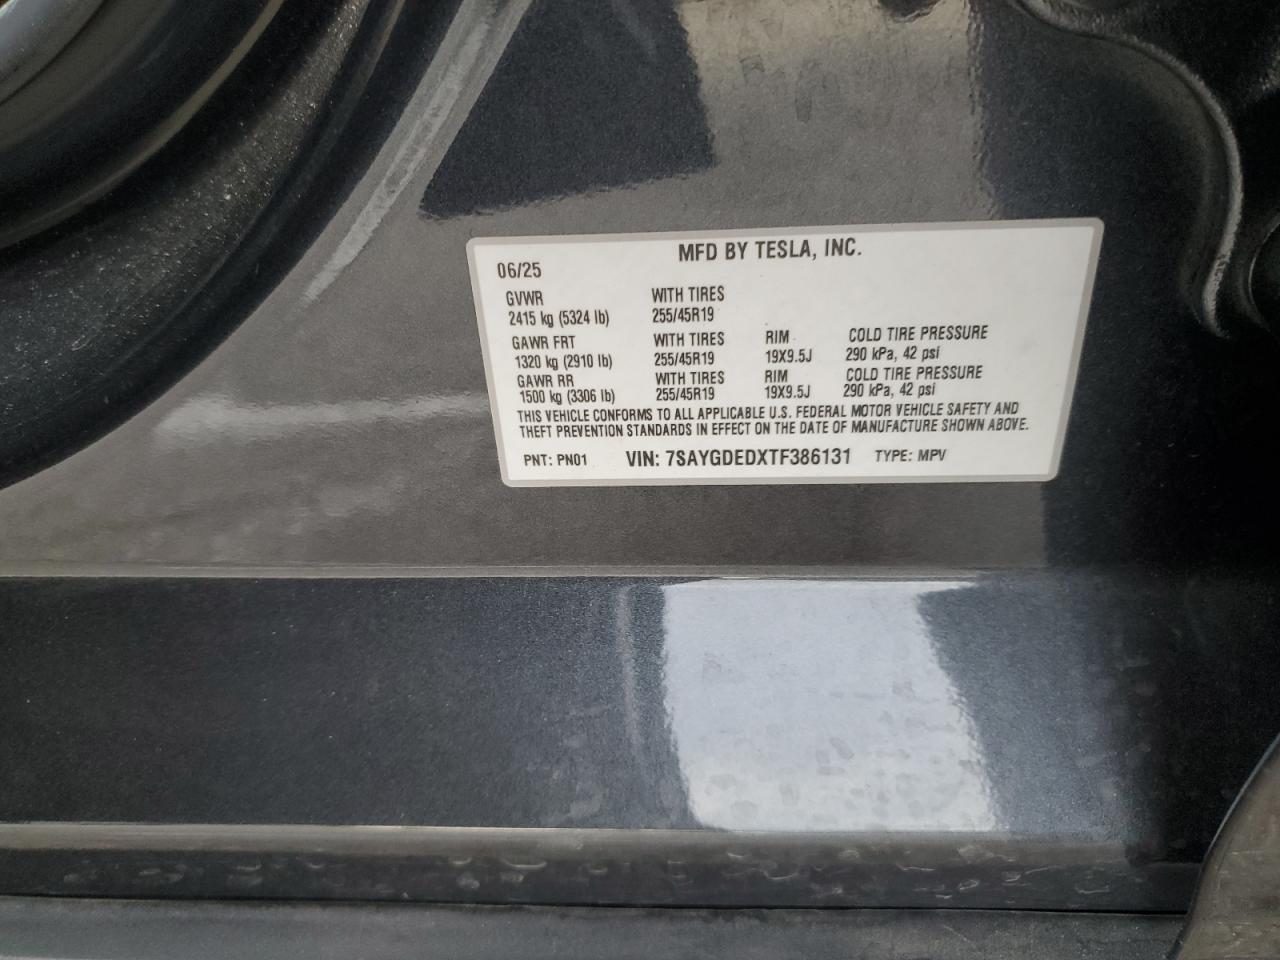 MFD BY TESLA, INC.
06/25
GVWR WITH TIRES
2415 kg (5324 lb) 255/45R19
GAWR FRT WITH TIRES RIM COLD TIRE PRESSURE
1320 kg (2910 lb) 255/45R19 19X9.5J 290 kPa, 42 psi
GAWR RR WITH TIRES RIM COLD TIRE PRESSURE
1500 kg (3306 lb) 255/45R19 19X9.5J 290 kPa, 42 psi
THIS VEHICLE CONFORMS TO ALL APPLICABLE U.S. FEDERAL MOTOR VEHICLE SAFETY AND
THEFT PREVENTION STANDARDS IN EFFECT ON THE DATE OF MANUFACTURE SHOWN ABOVE.
PNT: PN01 VIN: 7SAYGDEDXTF386131 TYPE: MPV